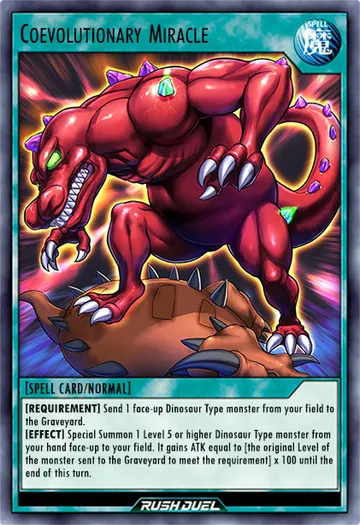 COEVOLUTIONARY MIRACLE
SPELL
魔
[SPELL CARD/NORMAL]
[REQUIREMENT] Send 1 face-up Dinosaur Type monster from your field to
the Graveyard.
[EFFECT] Special Summon 1 Level 5 or higher Dinosaur Type monster from
your hand face-up to your field. It gains ATK equal to [the original Level of
the monster sent to the Graveyard to meet the requirement] x 100 until the
end of this turn.
RUSH DUEL